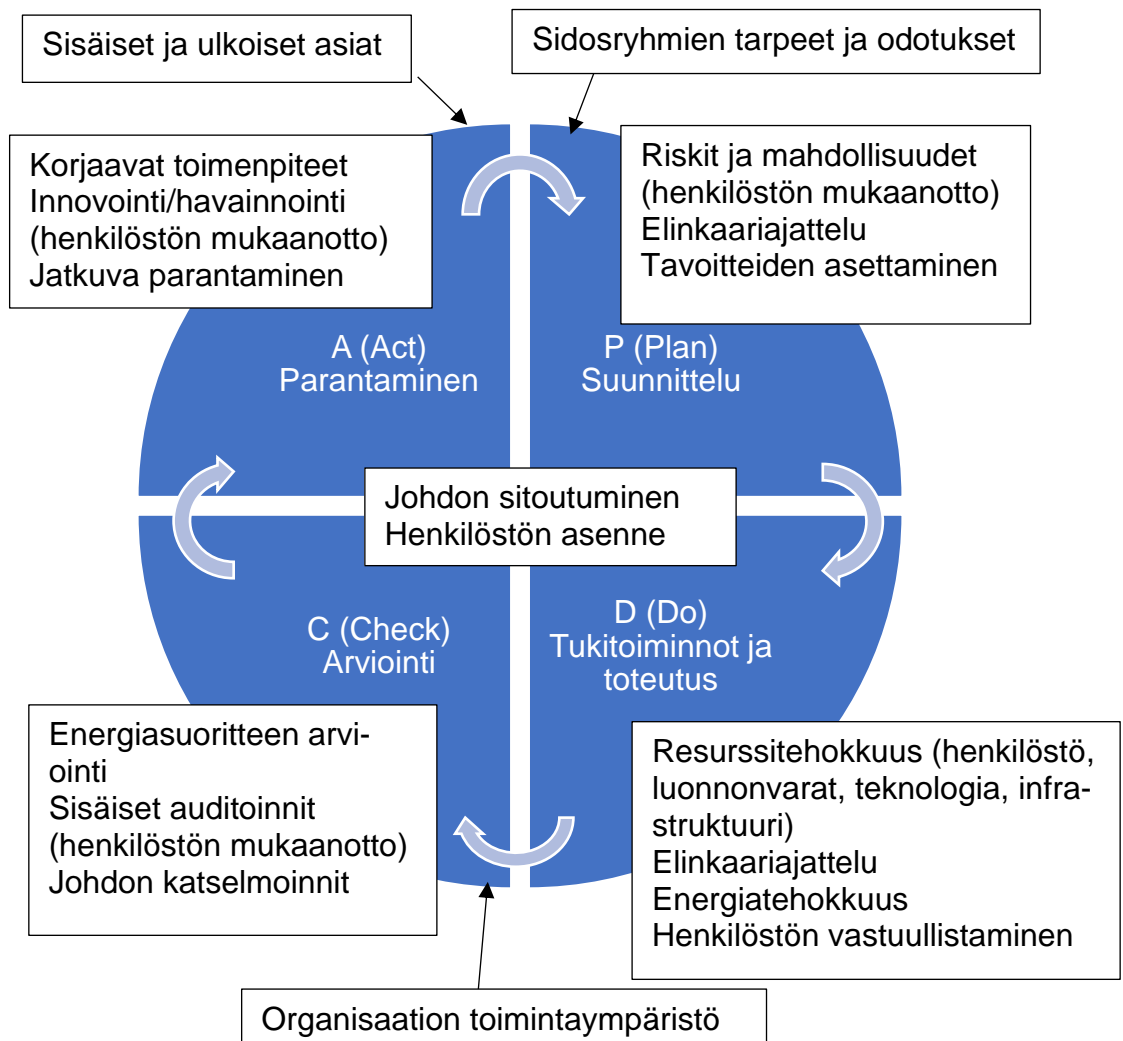 Sisäiset ja ulkoiset asiat
Sidosryhmien tarpeet ja odotukset
Korjaavat toimenpiteet
Innovointi/havainnointi
(henkilöstön mukaanotto)
Jatkuva parantaminen
Riskit ja mahdollisuudet
(henkilöstön mukaanotto)
Elinkaariajattelu
Tavoitteiden asettaminen
A (Act)
Parantaminen
P (Plan)
Suunnittelu
Johdon sitoutuminen
Henkilöstön asenne
C (Check)
Arviointi
D (Do)
Tukitoiminnot ja
toteutus
Energiasuoritteen arvi-
ointi
Sisäiset auditoinnit
(henkilöstön mukaanotto)
Johdon katselmoinnit
Resurssitehokkuus (henkilöstö,
luonnonvarat, teknologia, infra-
struktuuri)
Elinkaariajattelu
Energiatehokkuus
Henkilöstön vastuullistaminen
Organisaation toimintaympäristö